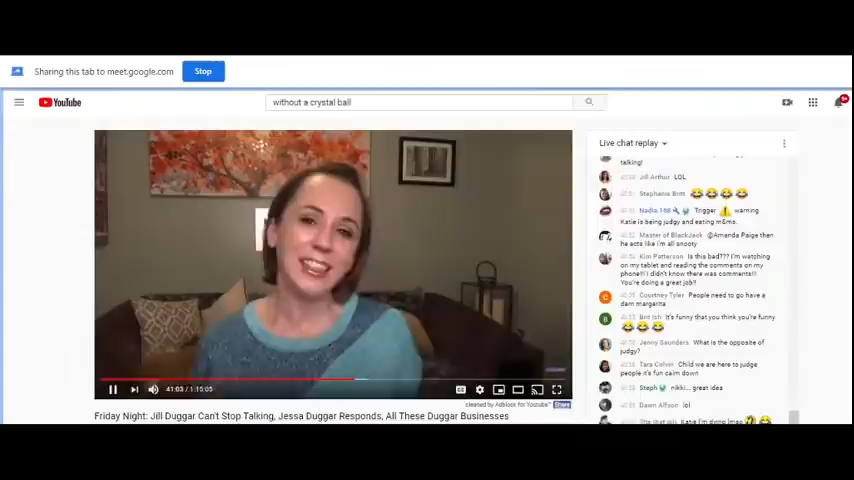 Sharing this tab to meet.google.com
Stop
YouTube
without a crystal ball
9+
Live chat replay
talking!
Jill Arthur LOL
Stephanie Britt 😂😂😂😂
Trigger ⚠️ warning
Katie is being judgy and eating m&ms.
Master of BlackJack @Amanda Paige then
he acts like i'm all snooty
Kim Patterson Is this bad??? I'm watching
on my tablet and reading the comments on my
phone!!! I didn't know there was comments!!!
You're doing a great job!!
Courtney Tyler People need to go have a
dam margarita
Brit Ish It's funny that you think you're funny
😂😂😂
Jenny Saunders What is the opposite of
judgy?
Tara Galvin Child we are here to judge
people it's fun calm down
Steph nikki... great idea
Dawn Alfson lol
Katie I'm dying lmao
41:03 / 1:15:05
created by Adblock for Youtube™ Share
Friday Night: Jill Duggar Can't Stop Talking, Jessa Duggar Responds, All These Duggar Businesses